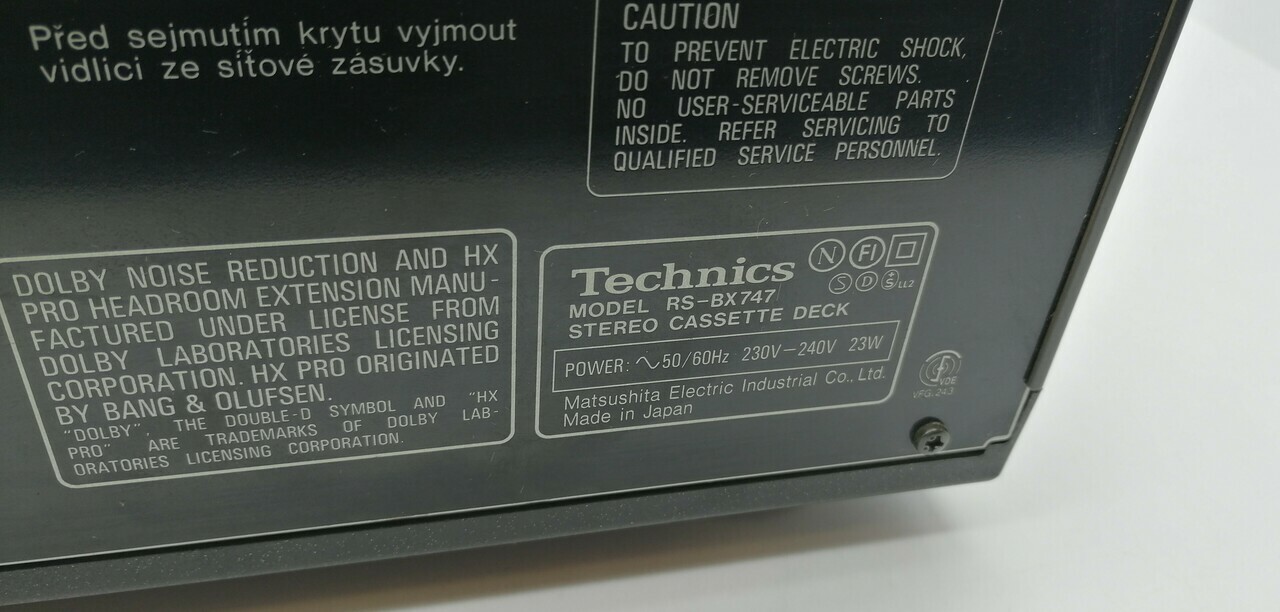 Před sejmutím krytu vyjmout
vidlici ze síťové zásuvky.
CAUTION
TO PREVENT ELECTRIC SHOCK,
DO NOT REMOVE SCREWS.
NO USER-SERVICEABLE PARTS
INSIDE. REFER SERVICING TO
QUALIFIED SERVICE PERSONNEL.
DOLBY NOISE REDUCTION AND HX
PRO HEADROOM EXTENSION MANU-
FACTURED UNDER LICENSE FROM
DOLBY LABORATORIES LICENSING
CORPORATION. HX PRO ORIGINATED
BY BANG & OLUFSEN.
"DOLBY", THE DOUBLE-D SYMBOL AND "HX
PRO" ARE TRADEMARKS OF DOLBY LAB-
ORATORIES LICENSING CORPORATION.
Technics
N FI
MODEL RS-BX747
S D S LL2
STEREO CASSETTE DECK
POWER: ∿50/60Hz 230V-240V 23W
Matsushita Electric Industrial Co., Ltd.
Made in Japan
VDE
VFG.243